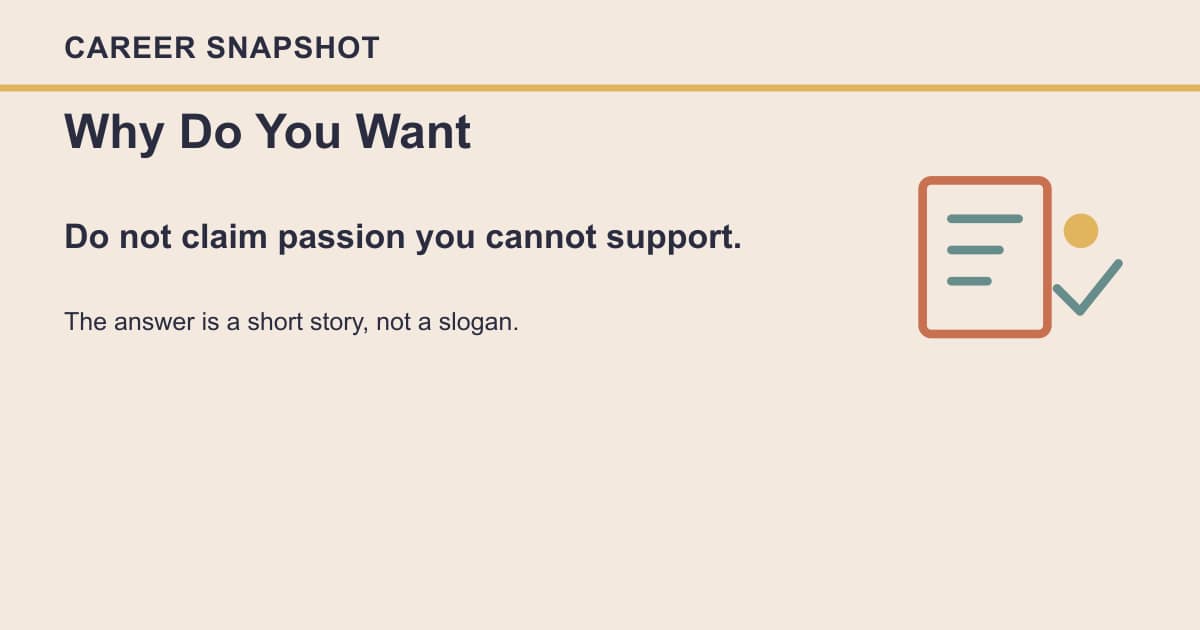 CAREER SNAPSHOT
Why Do You Want
Do not claim passion you cannot support.
The answer is a short story, not a slogan.